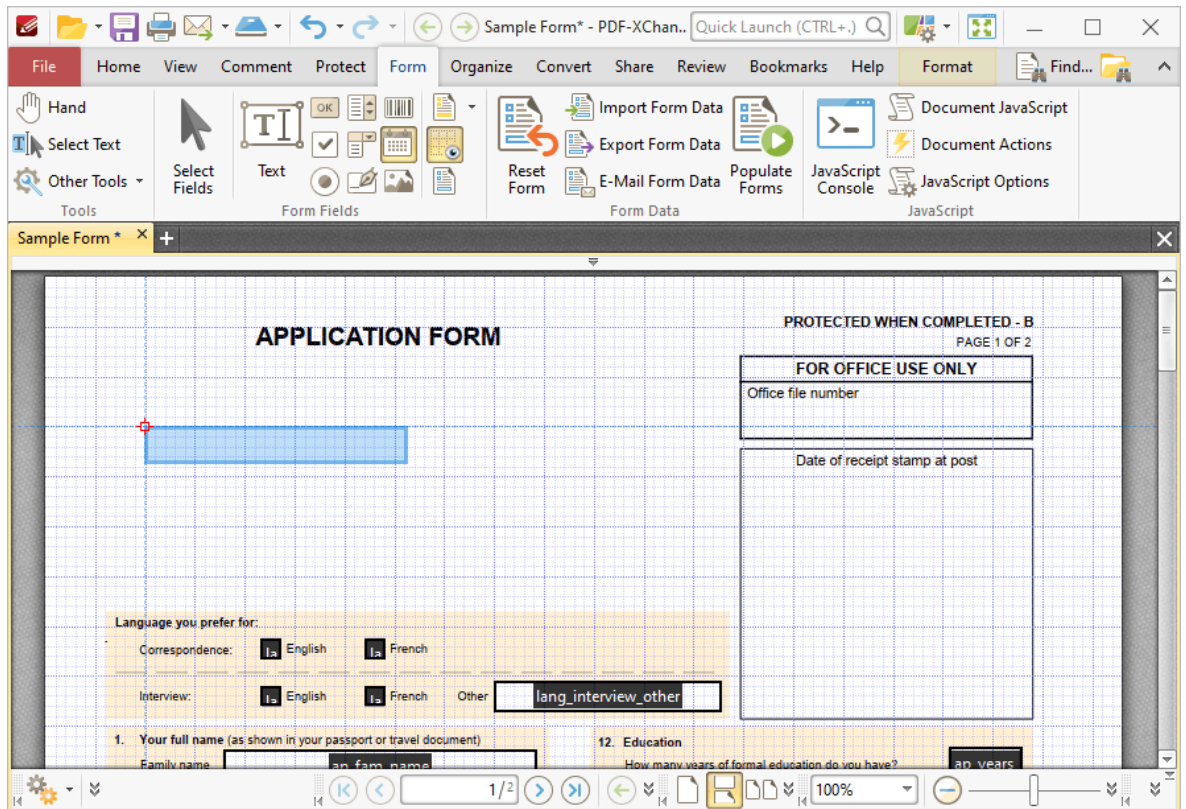 Sample Form* - PDF-XChan.. Quick Launch (CTRL+.)
File Home View Comment Protect Form Organize Convert Share Review Bookmarks Help Format Find...
Hand
Select Text
Other Tools
Tools
Select Fields
Text
OK
Form Fields
Reset Form
Import Form Data
Export Form Data
E-Mail Form Data
Populate Forms
Form Data
JavaScript Console
Document JavaScript
Document Actions
JavaScript Options
JavaScript
Sample Form *
APPLICATION FORM
PROTECTED WHEN COMPLETED - B
PAGE 1 OF 2
FOR OFFICE USE ONLY
Office file number
Date of receipt stamp at post
Language you prefer for:
Correspondence: la English la French
Interview: la English la French Other lang_interview_other
1. Your full name (as shown in your passport or travel document)
Family name ap_fam_name
12. Education
How many years of formal education do you have? ap_years
1/2
100%